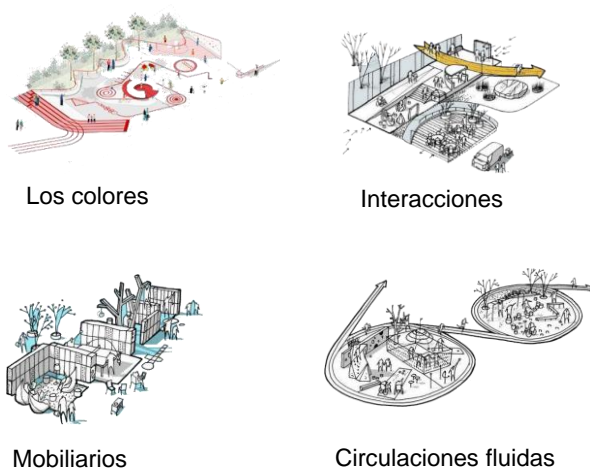 Los colores
Interacciones
Mobiliarios
Circulaciones fluidas